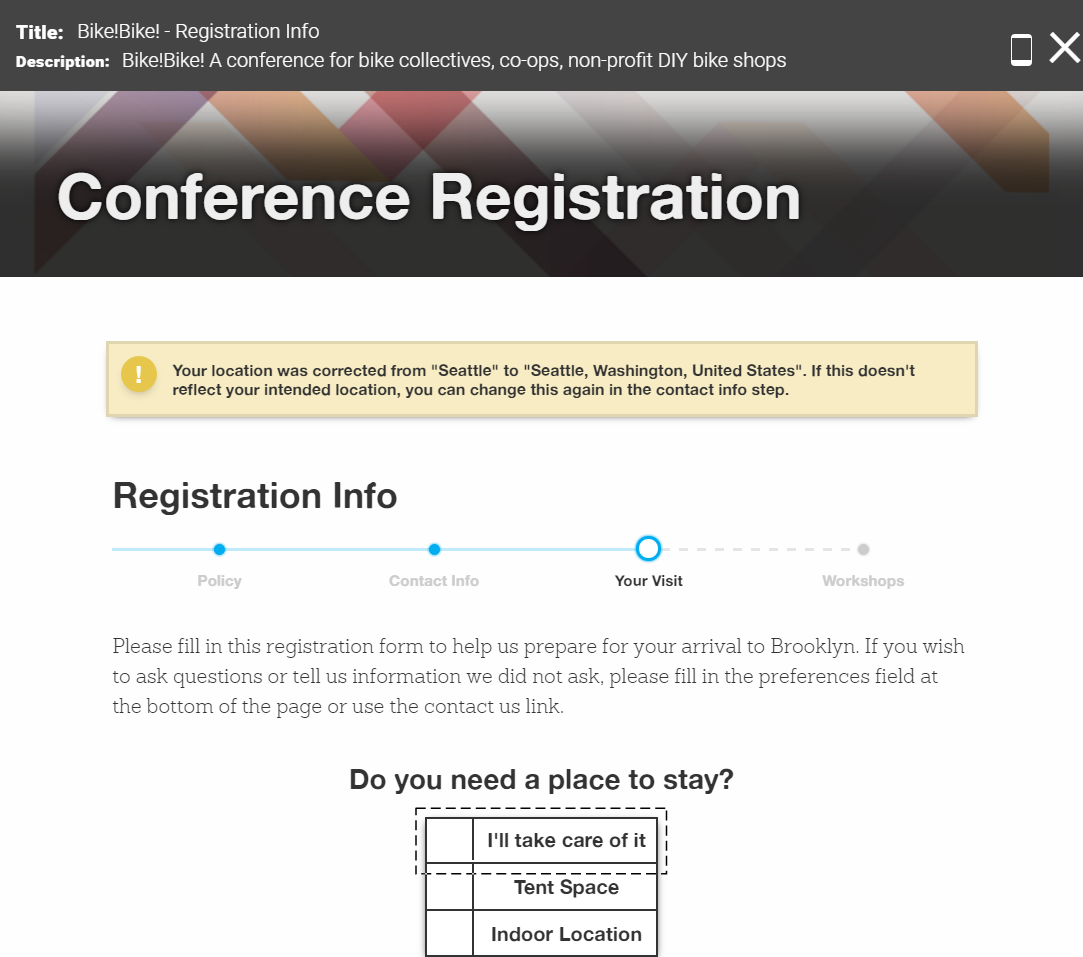 Title: Bike!Bike! - Registration Info
Description: Bike!Bike! A conference for bike collectives, co-ops, non-profit DIY bike shops
Conference Registration
!
Your location was corrected from "Seattle" to "Seattle, Washington, United States". If this doesn't
reflect your intended location, you can change this again in the contact info step.
Registration Info
Policy Contact Info Your Visit Workshops
Please fill in this registration form to help us prepare for your arrival to Brooklyn. If you wish
to ask questions or tell us information we did not ask, please fill in the preferences field at
the bottom of the page or use the contact us link.
Do you need a place to stay?
I'll take care of it
Tent Space
Indoor Location